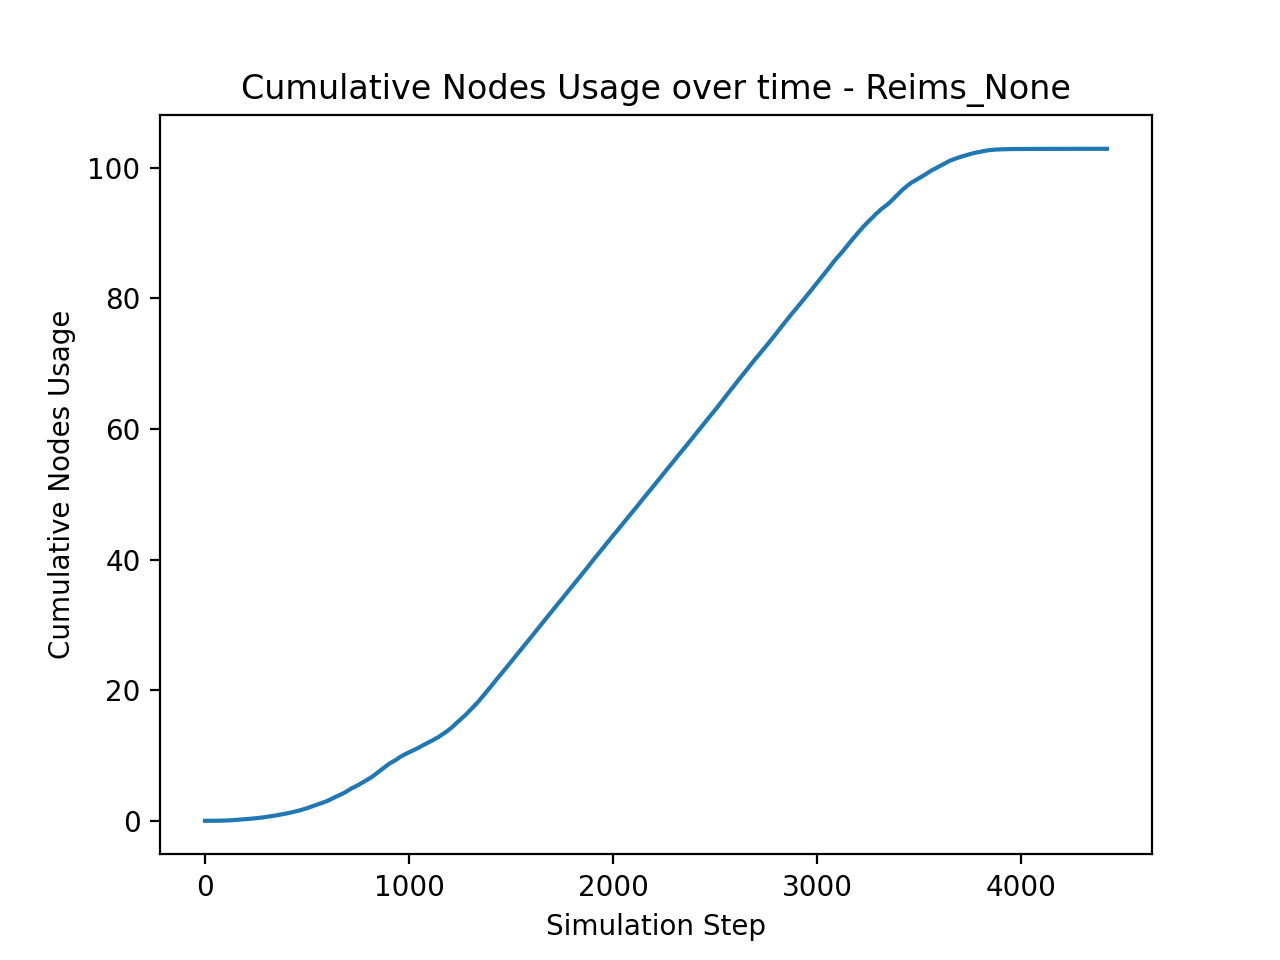 Cumulative Nodes Usage over time - Reims_None
Cumulative Nodes Usage
100
80
60
40
20
0
0 1000 2000 3000 4000
Simulation Step